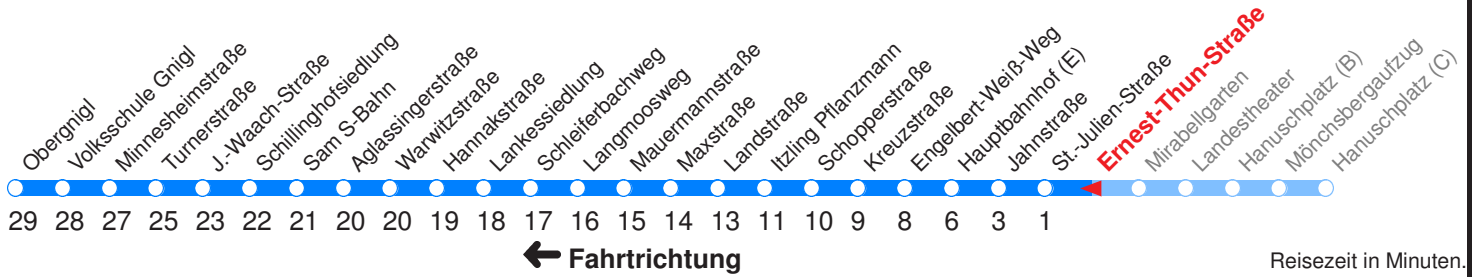 Obergnigl
Volksschule Gnigl
Minnesheimstraße
Turnerstraße
J.-Waach-Straße
Schillinghofsiedlung
Sam S-Bahn
Aglassingerstraße
Warwitzstraße
Hannakstraße
Lankessiedlung
Schleiferbachweg
Langmoosweg
Mauermannstraße
Maxstraße
Landstraße
Itzling Pflanzmann
Schopperstraße
Kreuzstraße
Engelbert-Weiß-Weg
Hauptbahnhof (E)
Jahnstraße
St.-Julien-Straße
Ernest-Thun-Straße
Mirabellgarten
Landestheater
Hanuschplatz (B)
Mönchsbergaufzug
Hanuschplatz (C)
29 28 27 25 23 22 21 20 20 19 18 17 16 15 14 13 11 10 9 8 6 3 1
Fahrtrichtung
Reisezeit in Minuten.